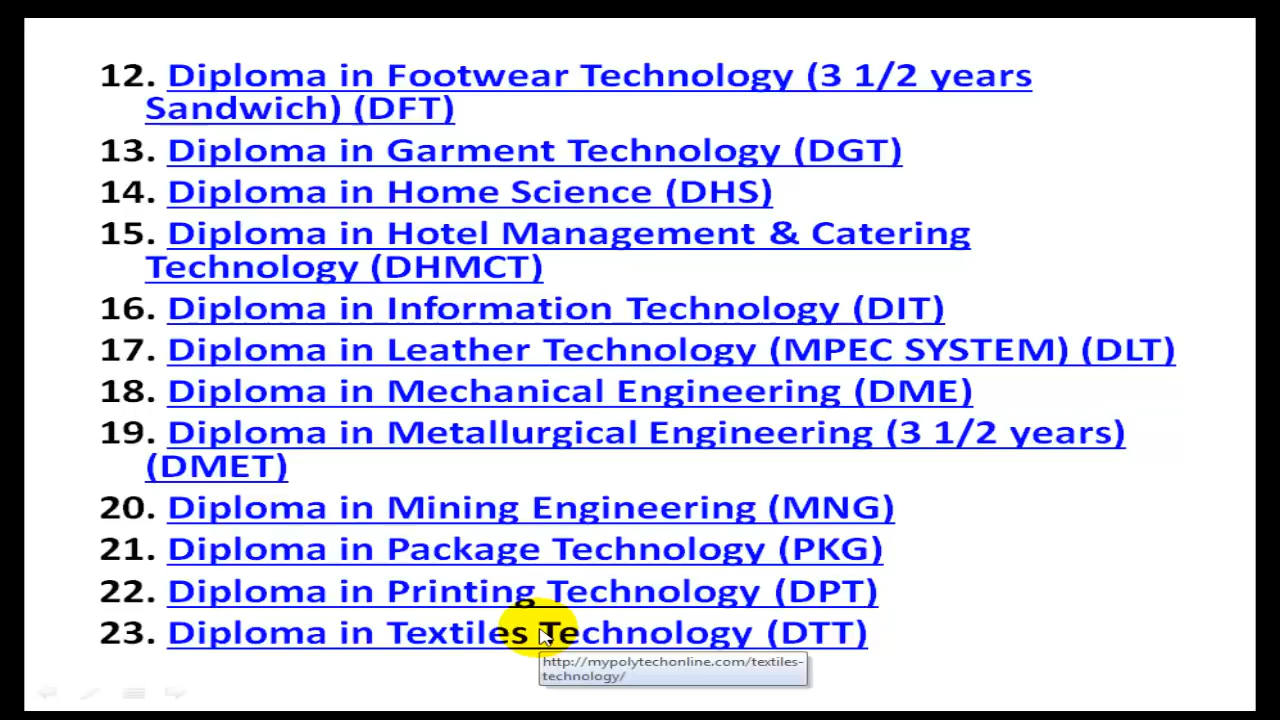 12. Diploma in Footwear Technology (3 1/2 years
Sandwich) (DFT)
13. Diploma in Garment Technology (DGT)
14. Diploma in Home Science (DHS)
15. Diploma in Hotel Management & Catering
Technology (DHMCT)
16. Diploma in Information Technology (DIT)
17. Diploma in Leather Technology (MPEC SYSTEM) (DLT)
18. Diploma in Mechanical Engineering (DME)
19. Diploma in Metallurgical Engineering (3 1/2 years)
(DMET)
20. Diploma in Mining Engineering (MNG)
21. Diploma in Package Technology (PKG)
22. Diploma in Printing Technology (DPT)
23. Diploma in Textiles Technology (DTT)
http://mypolytechonline.com/textiles-
technology/